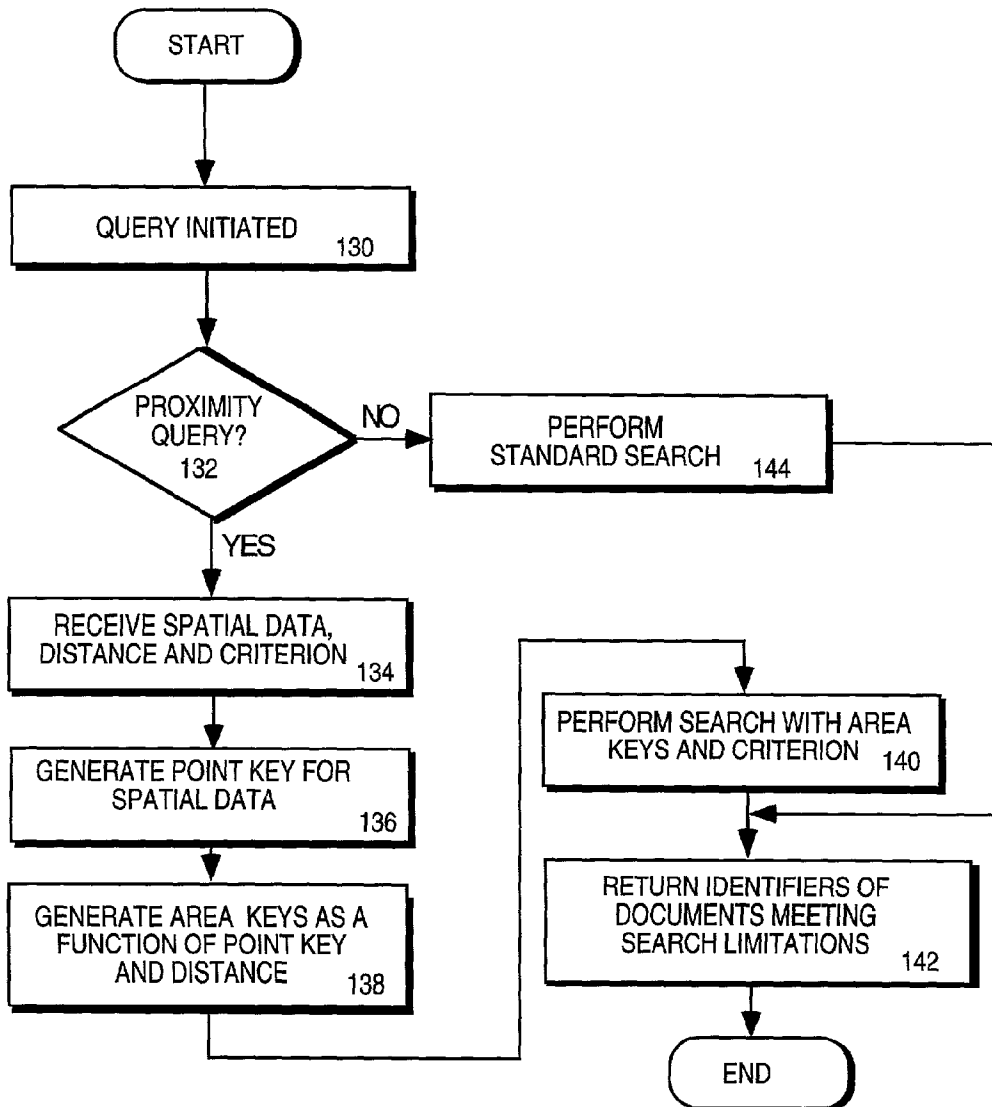 START
QUERY INITIATED
130
PROXIMITY
QUERY?
132
NO
PERFORM
STANDARD SEARCH
144
YES
RECEIVE SPATIAL DATA,
DISTANCE AND CRITERION
134
GENERATE POINT KEY FOR
SPATIAL DATA
136
GENERATE AREA KEYS AS A
FUNCTION OF POINT KEY
AND DISTANCE
138
PERFORM SEARCH WITH AREA
KEYS AND CRITERION
140
RETURN IDENTIFIERS OF
DOCUMENTS MEETING
SEARCH LIMITATIONS
142
END